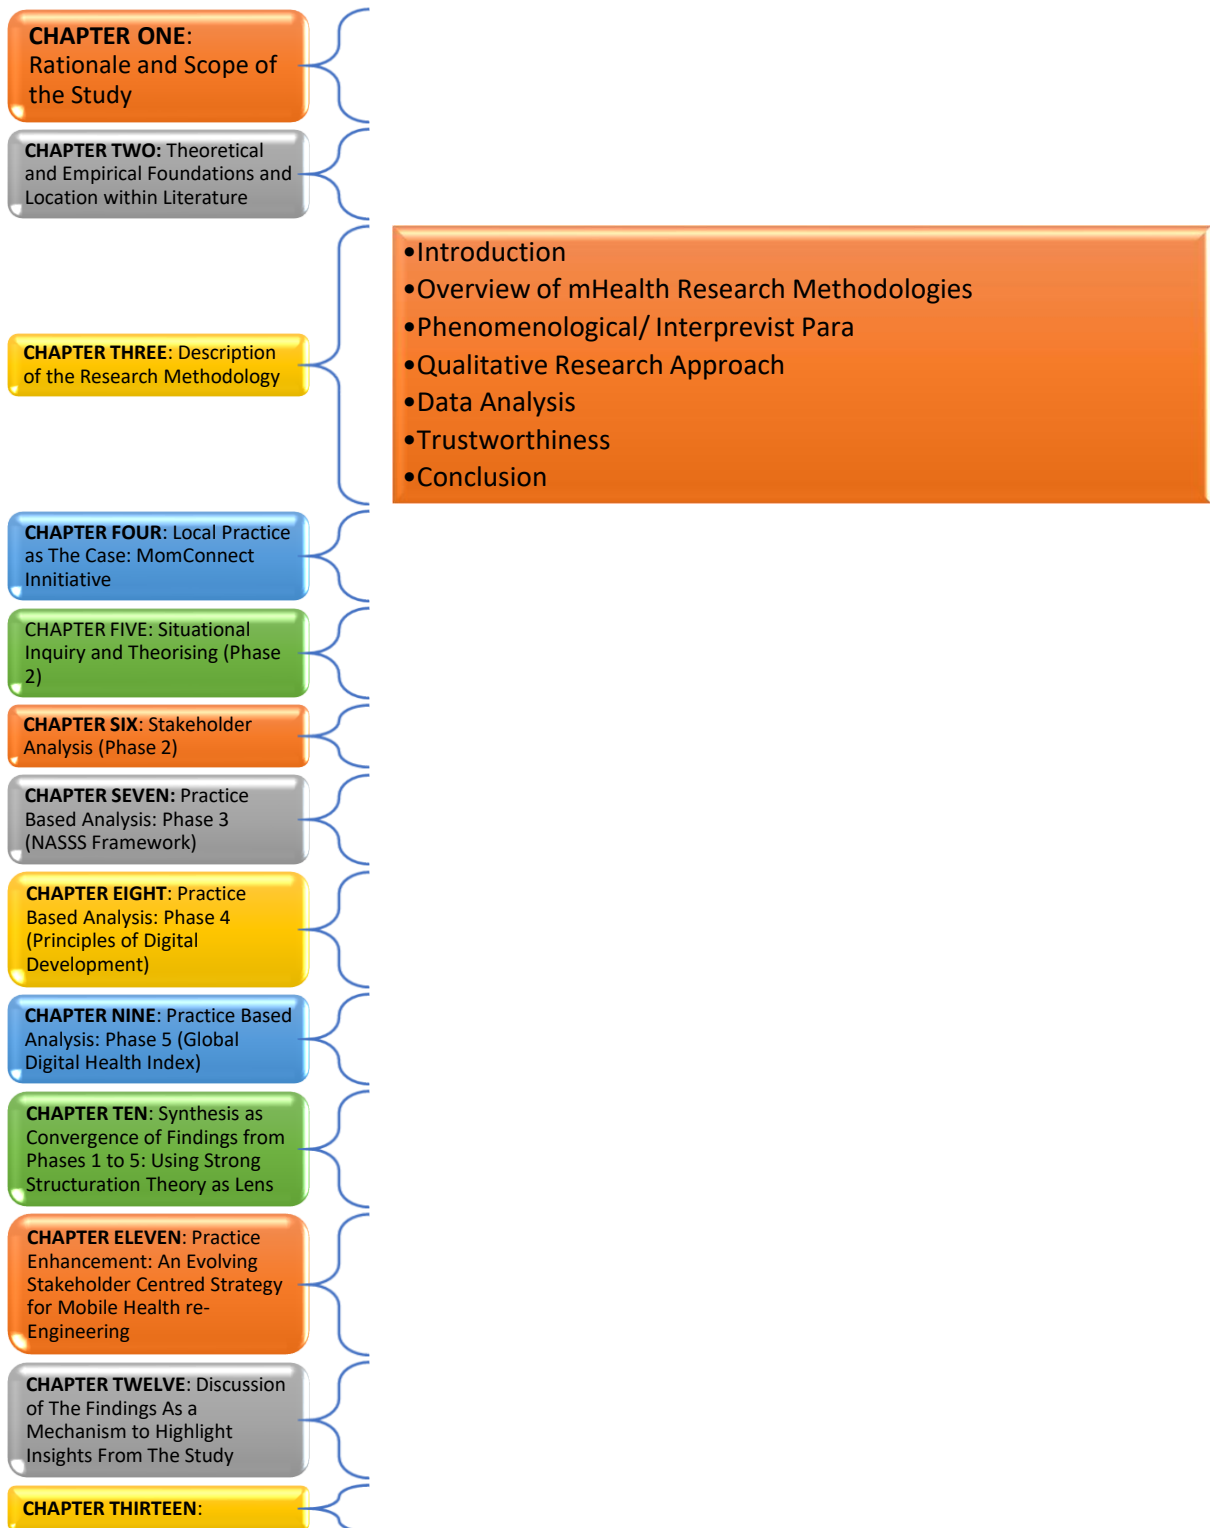 CHAPTER ONE:
Rationale and Scope of
the Study
CHAPTER TWO: Theoretical
and Empirical Foundations and
Location within Literature
CHAPTER THREE: Description
of the Research Methodology
•Introduction
•Overview of mHealth Research Methodologies
•Phenomenological/ Interprevist Para
•Qualitative Research Approach
•Data Analysis
•Trustworthiness
•Conclusion
CHAPTER FOUR: Local Practice
as The Case: MomConnect
Innitiative
CHAPTER FIVE: Situational
Inquiry and Theorising (Phase
2)
CHAPTER SIX: Stakeholder
Analysis (Phase 2)
CHAPTER SEVEN: Practice
Based Analysis: Phase 3
(NASSS Framework)
CHAPTER EIGHT: Practice
Based Analysis: Phase 4
(Principles of Digital
Development)
CHAPTER NINE: Practice Based
Analysis: Phase 5 (Global
Digital Health Index)
CHAPTER TEN: Synthesis as
Convergence of Findings from
Phases 1 to 5: Using Strong
Structuration Theory as Lens
CHAPTER ELEVEN: Practice
Enhancement: An Evolving
Stakeholder Centred Strategy
for Mobile Health re-
Engineering
CHAPTER TWELVE: Discussion
of The Findings As a
Mechanism to Highlight
Insights From The Study
CHAPTER THIRTEEN: